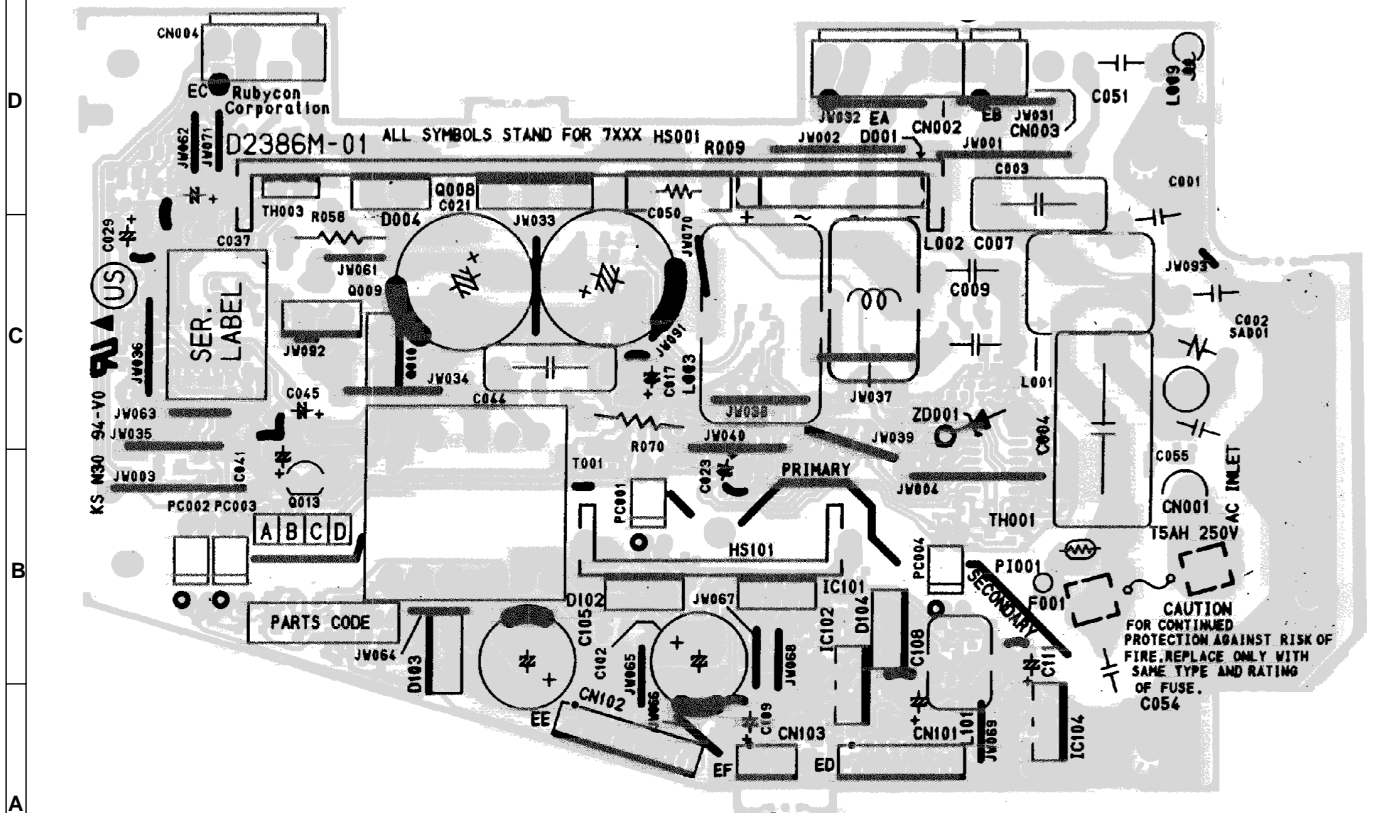 CN004
EC Rubycon
Corporation
D2386M-01
ALL SYMBOLS STAND FOR 7XXX HS001
R009
JW062
JW071
JW032
EA
CN002
EB
JW031
CN003
C051
L009
JW002
D001
JW001
C003
C001
D
TH003
R058
D004
Q008
C021
JW033
C050
+
~
C029
C037
JW061
Q009
JW070
L002
C007
C009
JW093
C002
SAD01
US
SER.
LABEL
JW036
JW092
Q010
JW034
C044
C017
JW091
L003
JW038
JW037
L001
C004
C
C045
JW063
JW035
JW003
C041
Q013
R070
JW040
C023
JW039
ZD001
JW004
C055
KS M30 94-V0
PC002 PC003
A B C D
T001
PC001
PRIMARY
HS101
TH001
CN001
AC INLET
T5AH 250V
B
PC004
PI001
F001
SECONDARY
D102
JW067
IC101
IC102
D104
C108
C111
PARTS CODE
JW064
D103
C105
C102
JW065
JW066
JW068
CAUTION
FOR CONTINUED
PROTECTION AGAINST RISK OF
FIRE,REPLACE ONLY WITH
SAME TYPE AND RATING
OF FUSE.
C054
EE
CN102
C109
EF
CN103
ED
CN101
L101
JW069
IC104
A